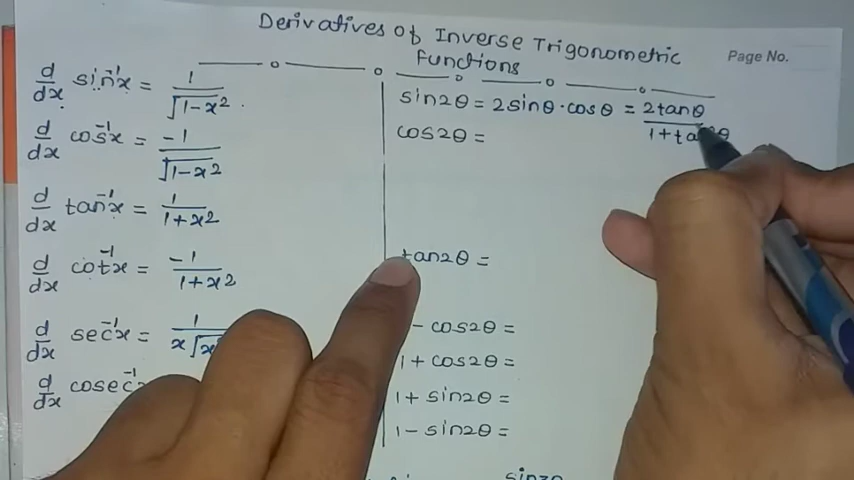 Derivatives of Inverse Trigonometric
Functions
Page No.
d/dx sin⁻¹x = 1/√(1-x²) .
d/dx cos⁻¹x = -1/√(1-x²)
d/dx tan⁻¹x = 1/(1+x²)
d/dx cot⁻¹x = -1/(1+x²)
d/dx sec⁻¹x = 1/x√x²
d/dx cosec⁻¹
sin2θ = 2sinθ·cosθ = 2tanθ/1+tan²θ
cos2θ =
tan2θ =
- cos2θ =
1 + cos2θ =
1 + sin2θ =
1 - sin2θ =